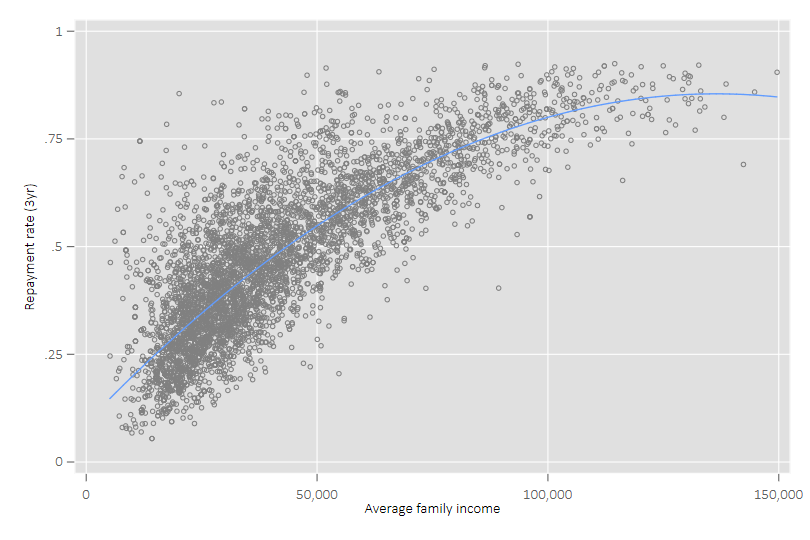 1
.75
.5
.25
0
Repayment rate (3yr)
0 50,000 100,000 150,000
Average family income